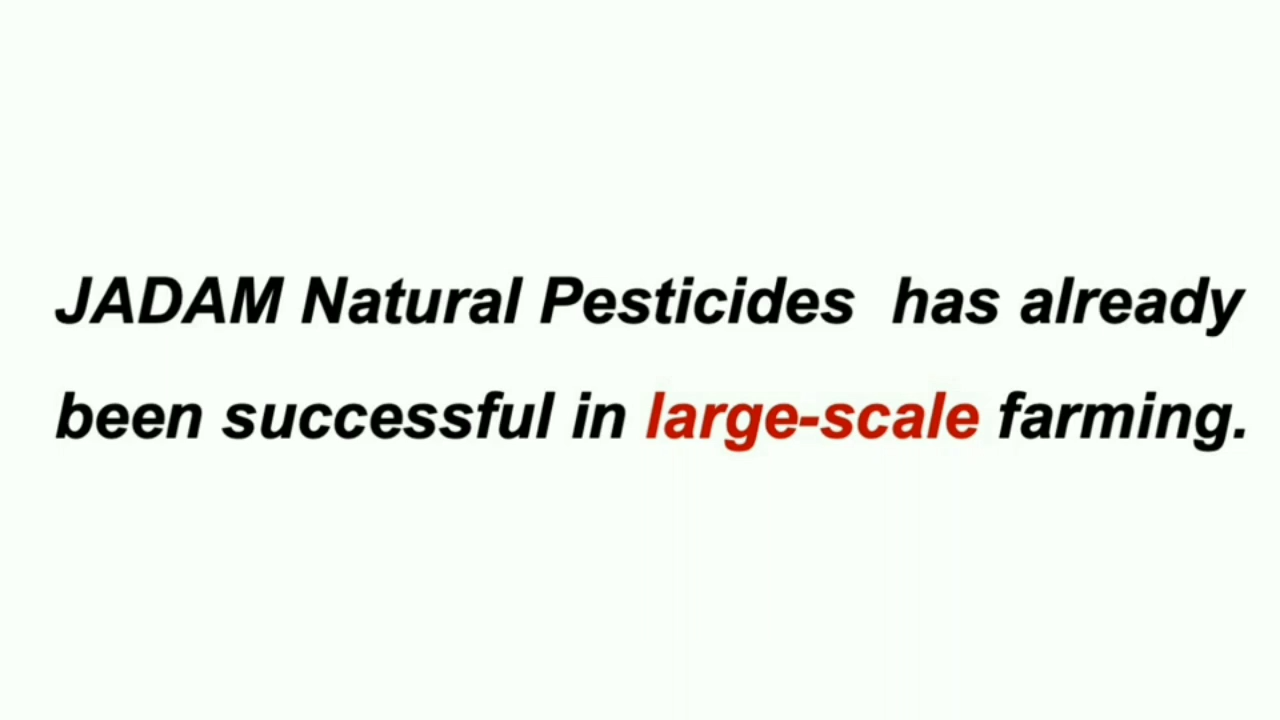 JADAM Natural Pesticides  has already
been successful in large-scale farming.